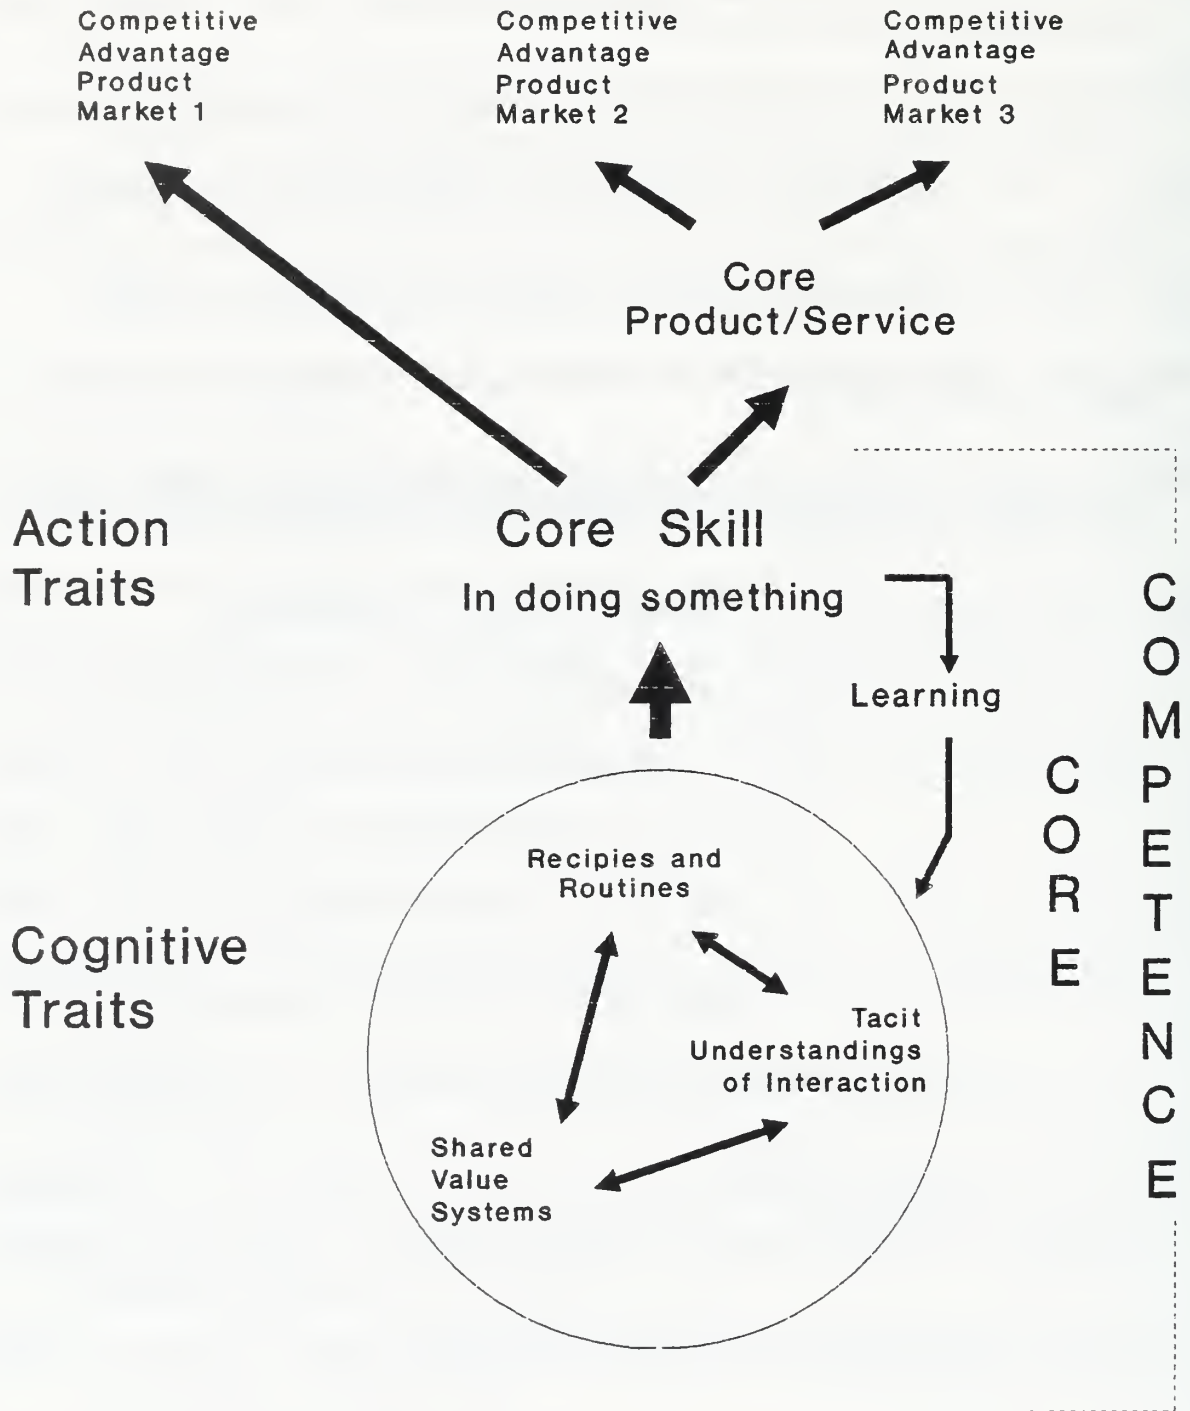 Competitive
Advantage
Product
Market 1
Competitive
Advantage
Product
Market 2
Competitive
Advantage
Product
Market 3
Core
Product/Service
Action
Traits
Core Skill
In doing something
Learning
CORE
COMPETENCE
Recipies and
Routines
Cognitive
Traits
Tacit
Understandings
of Interaction
Shared
Value
Systems